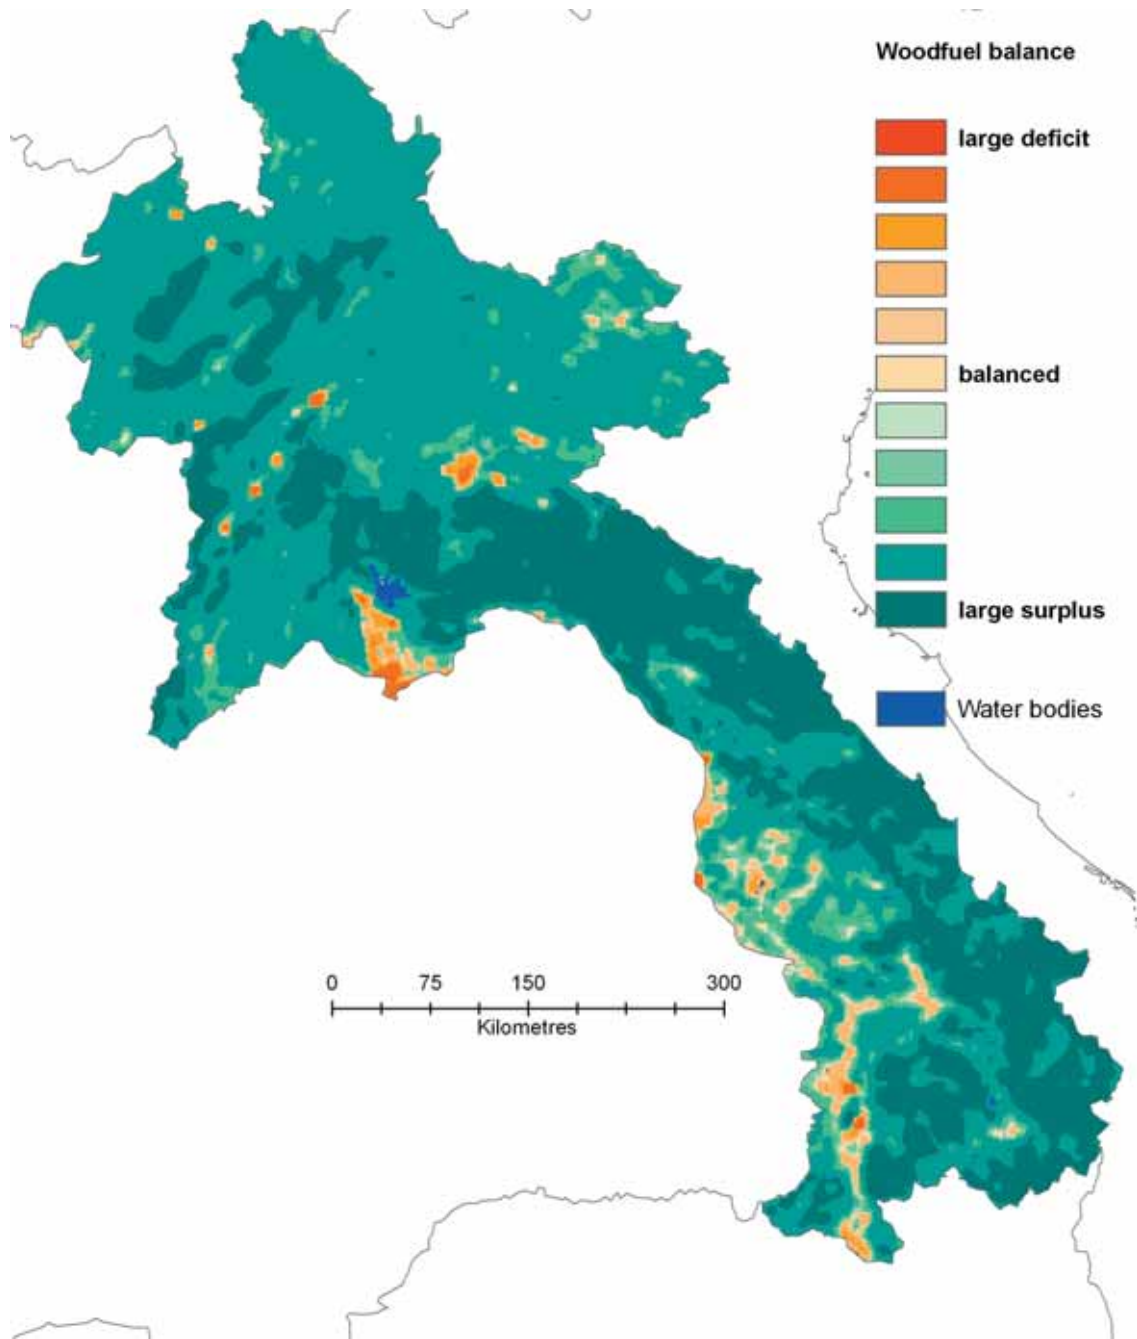 Woodfuel balance
large deficit
balanced
large surplus
Water bodies
0 75 150 300
Kilometres